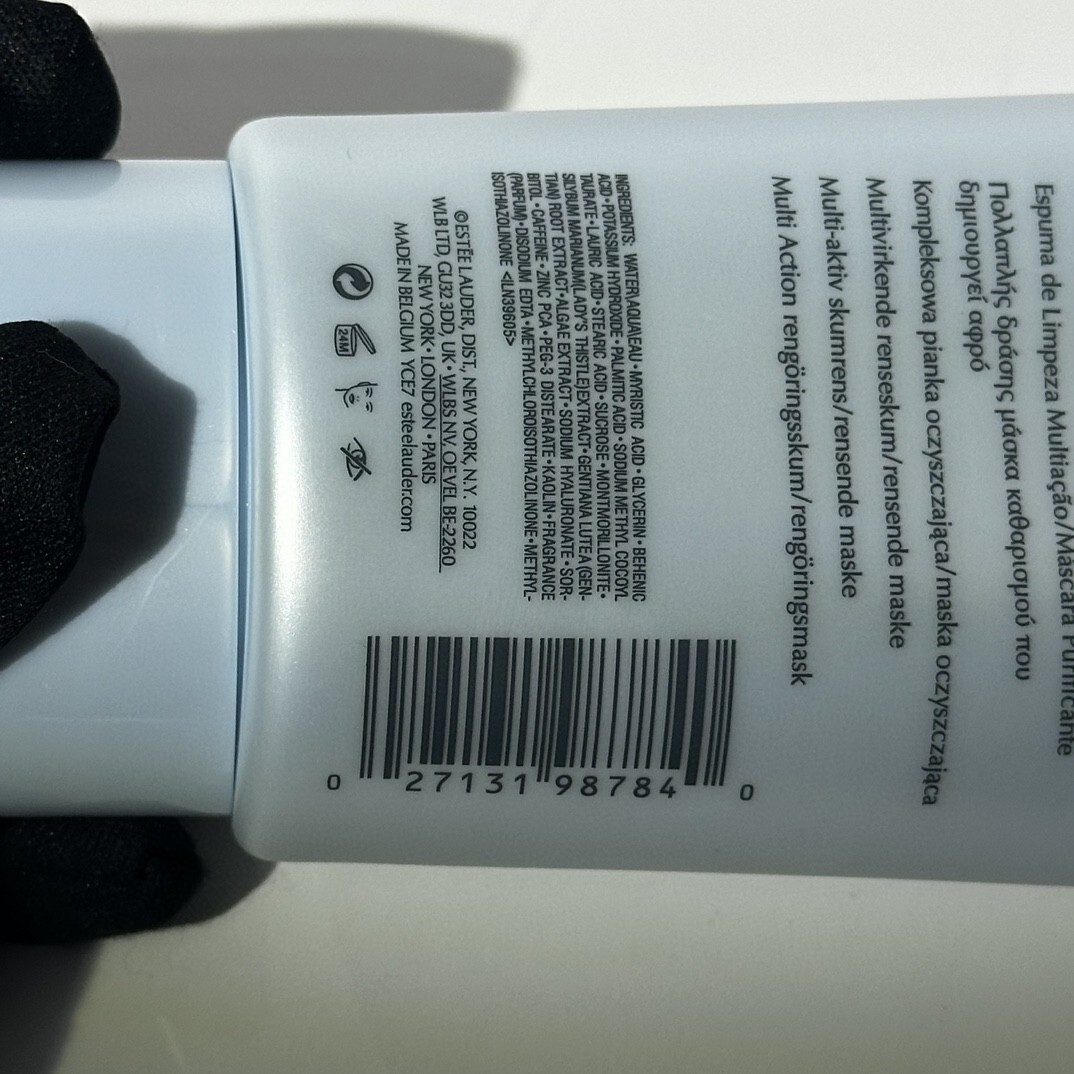 Espuma de Limpeza Multiação/Máscara Purificante
Πολλαπλής δράσης μάσκα καθαρισμού που
δημιουργεί αφρό
Kompleksowa pianka oczyszczająca/maska oczyszczająca
Multivirkende renseskum/rensende maske
Multi-aktiv skumrens/rensende maske
Multi Action rengöringsskum/rengöringsmask
INGREDIENTS: WATER\AQUA\EAU • MYRISTIC ACID • GLYCERIN • BEHENIC
ACID • POTASSIUM HYDROXIDE • PALMITIC ACID • SODIUM METHYL COCOYL
TAURATE • LAURIC ACID • STEARIC ACID • SUCROSE • MONTMORILLONITE •
SILYBUM MARIANUM (LADY'S THISTLE) EXTRACT • GENTIANA LUTEA (GEN-
TIAN) ROOT EXTRACT • ALGAE EXTRACT • SODIUM HYALURONATE • SOR-
BITOL • CAFFEINE • ZINC PCA • PEG-3 DISTEARATE • KAOLIN • FRAGRANCE
(PARFUM) • DISODIUM EDTA • METHYLCHLOROISOTHIAZOLINONE • METHYL-
ISOTHIAZOLINONE <ILN39605>
©ESTĒE LAUDER, DIST., NEW YORK, N.Y. 10022
WLB LTD, GU32 3DD, UK • WLBS NV, OEVEL BE-2260
NEW YORK • LONDON • PARIS
MADE IN BELGIUM YCE7 esteelauder.com
24M
0 27131 98784 0